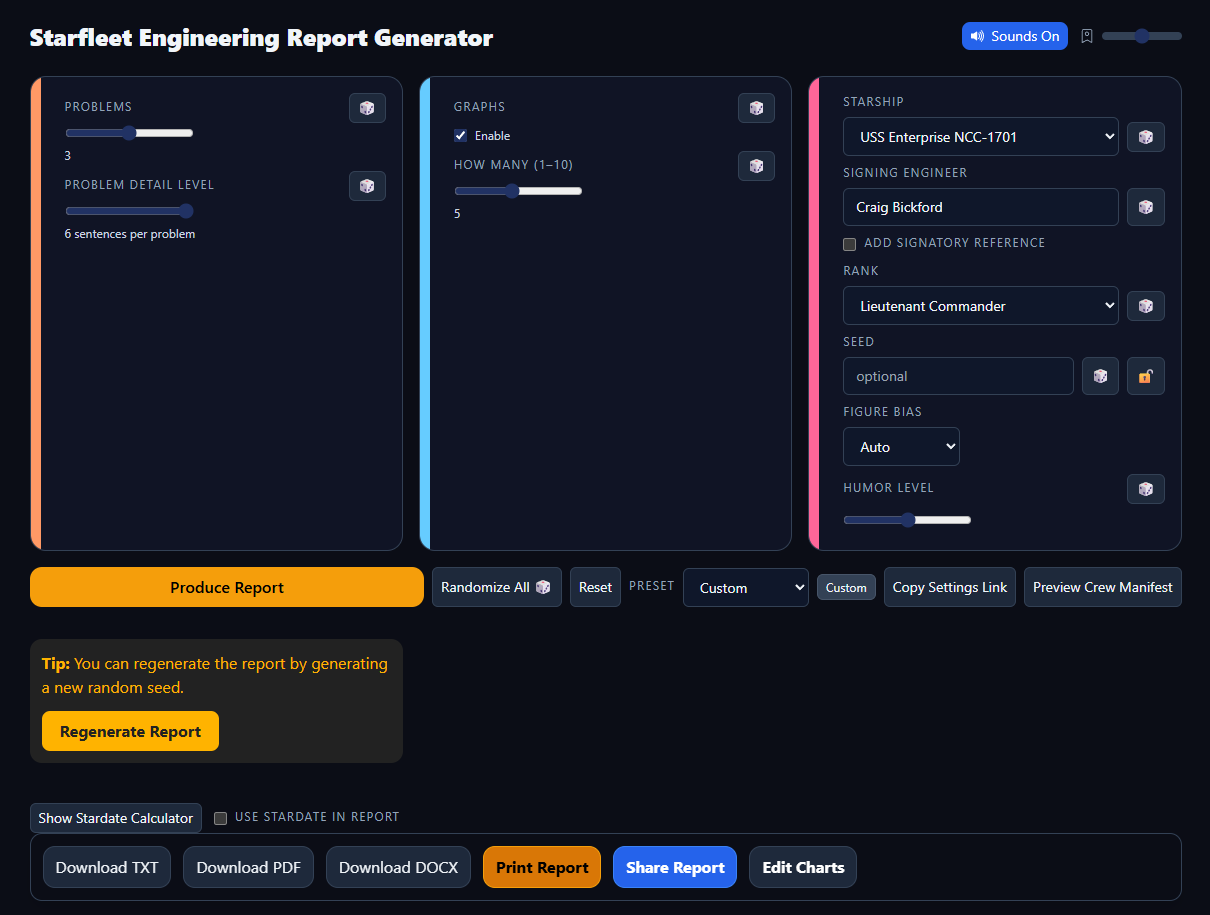 Starfleet Engineering Report Generator
Sounds On
PROBLEMS
3
PROBLEM DETAIL LEVEL
6 sentences per problem
GRAPHS
Enable
HOW MANY (1–10)
5
STARSHIP
USS Enterprise NCC-1701
SIGNING ENGINEER
Craig Bickford
ADD SIGNATORY REFERENCE
RANK
Lieutenant Commander
SEED
optional
FIGURE BIAS
Auto
HUMOR LEVEL
Produce Report
Randomize All
Reset
PRESET
Custom
Custom
Copy Settings Link
Preview Crew Manifest
Tip: You can regenerate the report by generating
a new random seed.
Regenerate Report
Show Stardate Calculator
USE STARDATE IN REPORT
Download TXT
Download PDF
Download DOCX
Print Report
Share Report
Edit Charts